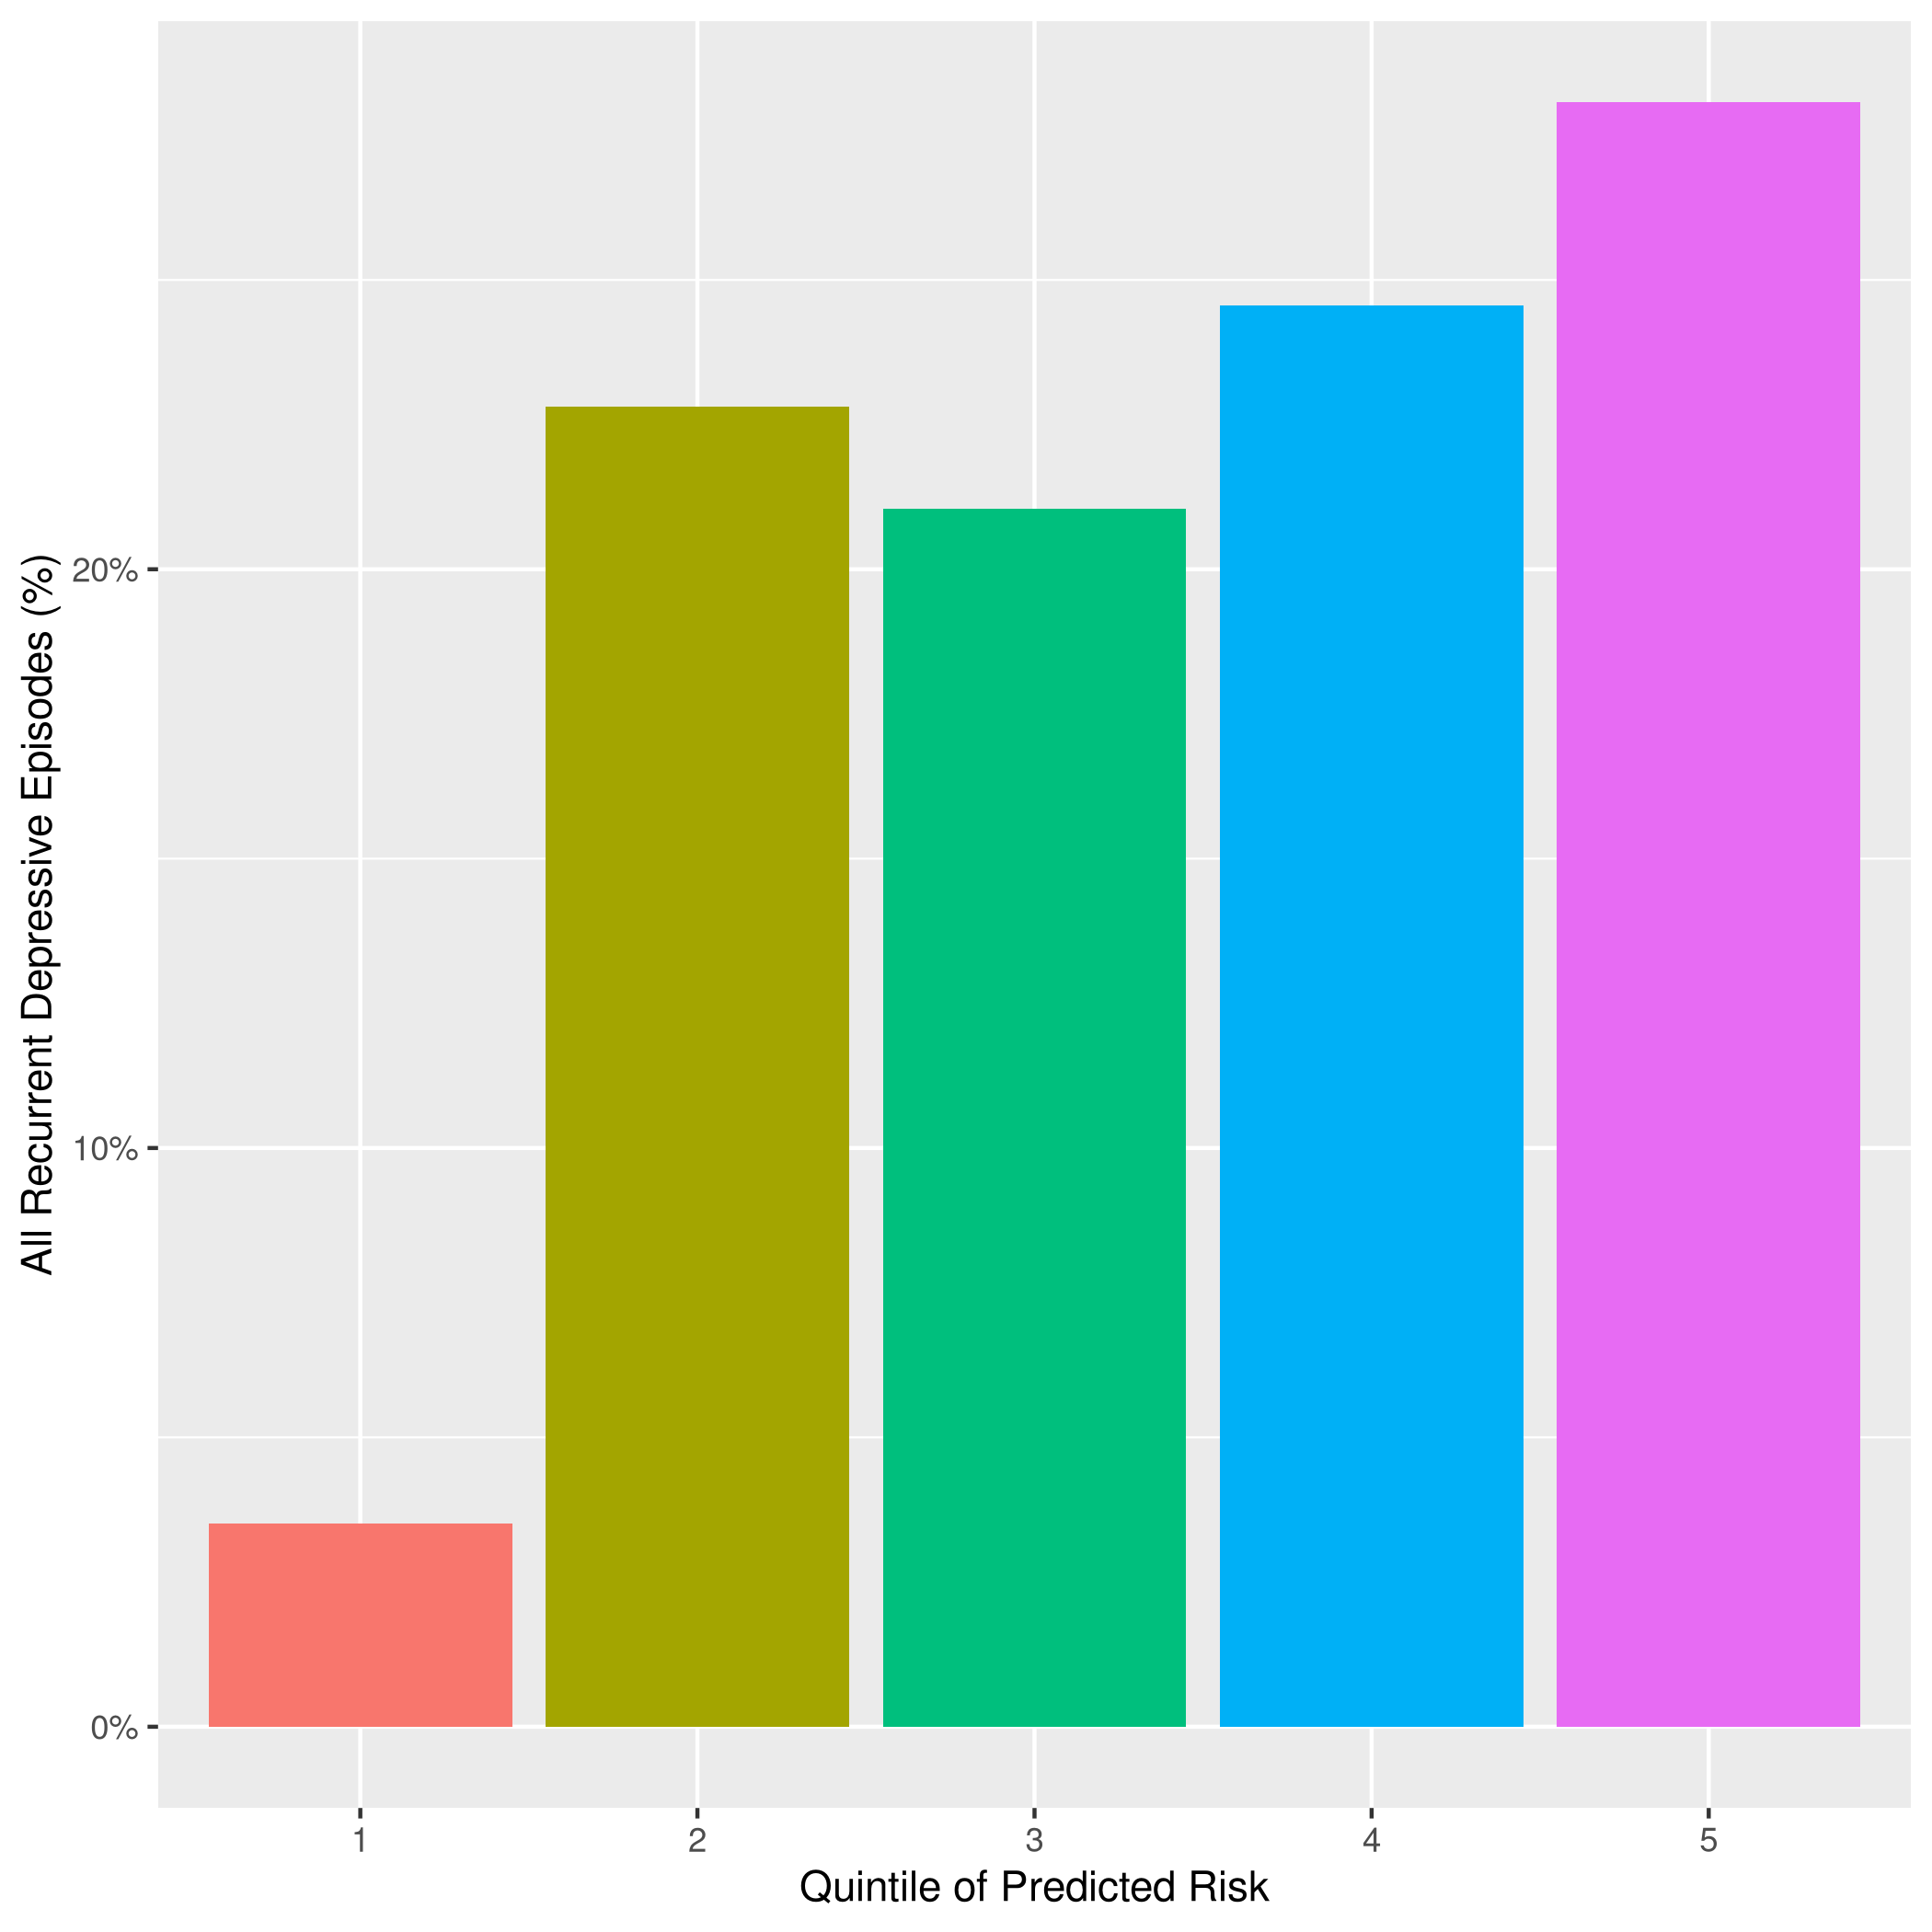 All Recurrent Depressive Episodes (%)
20%
10%
0%
1 2 3 4 5
Quintile of Predicted Risk